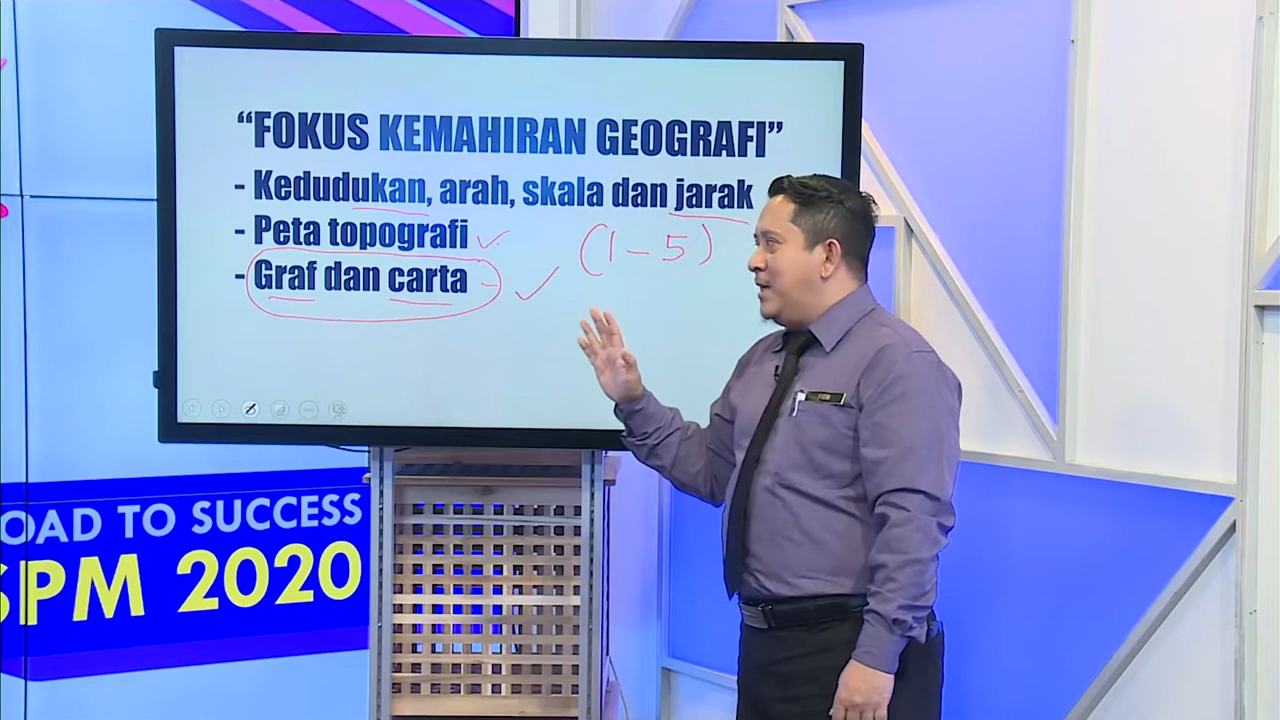 “FOKUS KEMAHIRAN GEOGRAFI”
- Kedudukan, arah, skala dan jarak
- Peta topografi
(1-5)
- Graf dan carta
OAD TO SUCCESS
SPM 2020